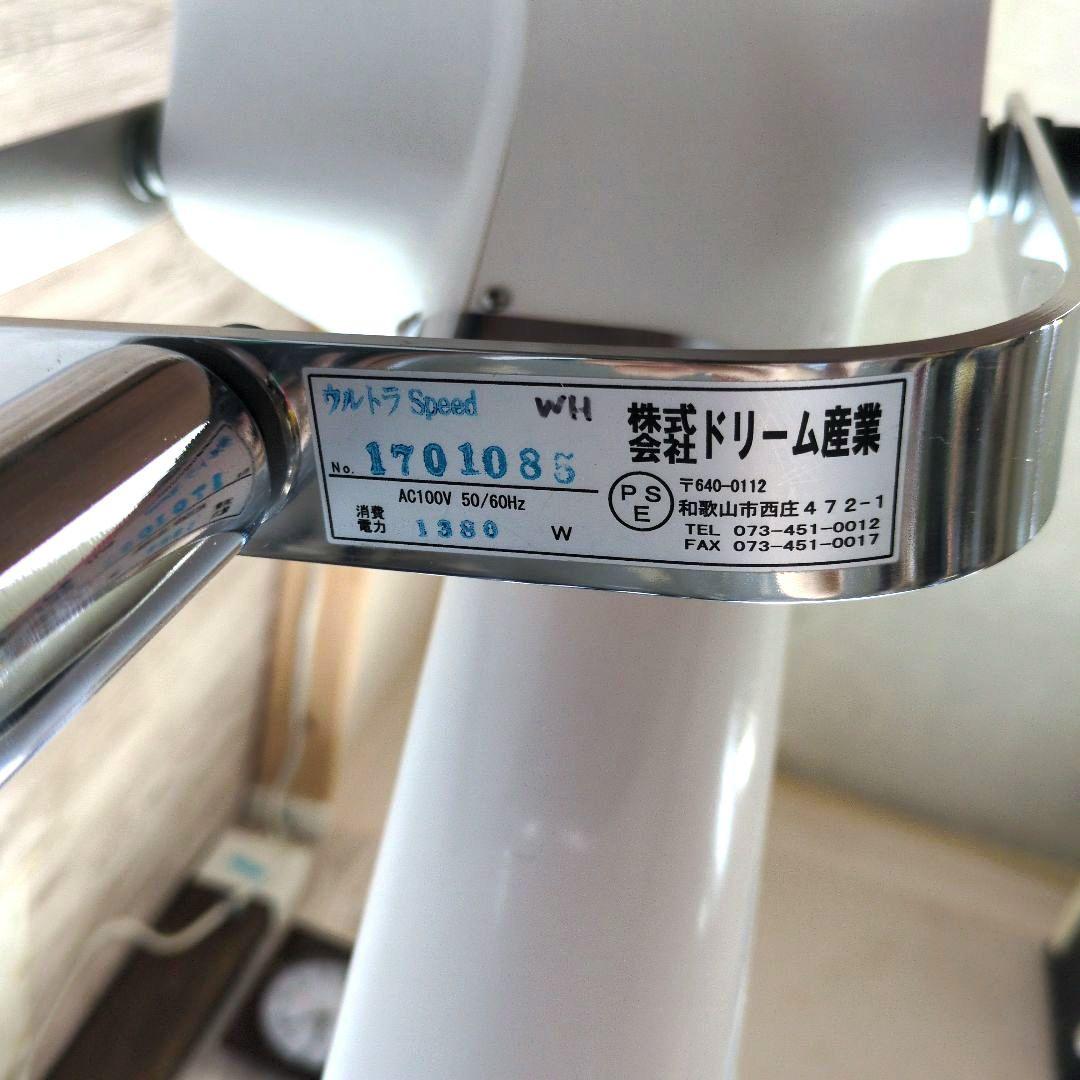 ウルトラ Speed WH
No. 1701085
AC100V 50/60Hz
消費電力 1380 W
株式会社ドリーム産業
PSE
〒640-0112
和歌山市西庄472-1
TEL 073-451-0012
FAX 073-451-0017